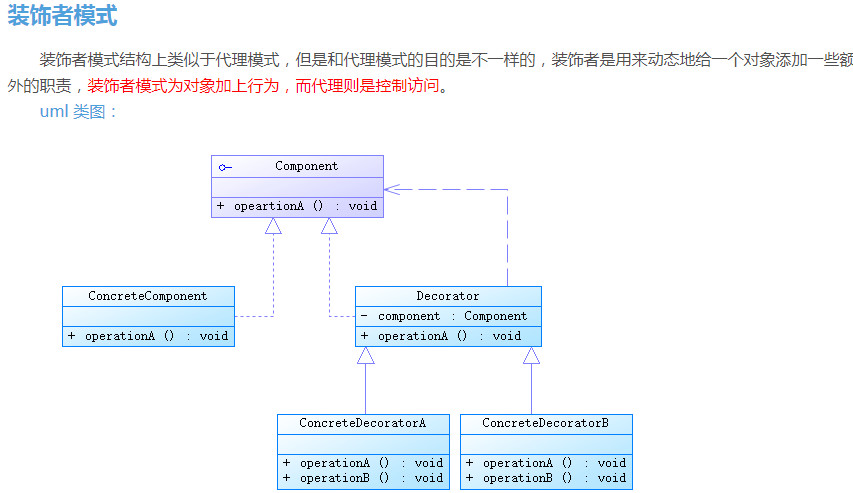 装饰者模式
装饰者模式结构上类似于代理模式，但是和代理模式的目的是不一样的，装饰者是用来动态地给一个对象添加一些额
外的职责，装饰者模式为对象加上行为，而代理则是控制访问。
uml 类图：
Component
+ opeartionA () : void
ConcreteComponent
+ operationA () : void
Decorator
- component : Component
+ operationA () : void
ConcreteDecoratorA
+ operationA () : void
+ operationB () : void
ConcreteDecoratorB
+ operationA () : void
+ operationB () : void